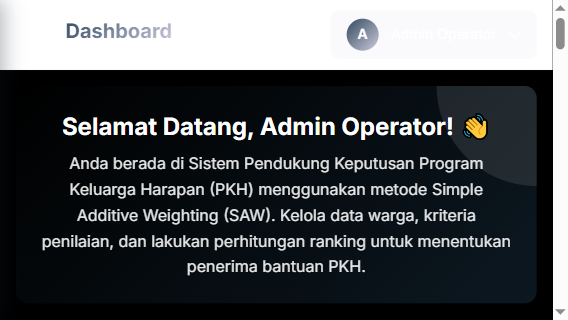 Dashboard
A Admin Operator
Selamat Datang, Admin Operator! 👋
Anda berada di Sistem Pendukung Keputusan Program
Keluarga Harapan (PKH) menggunakan metode Simple
Additive Weighting (SAW). Kelola data warga, kriteria
penilaian, dan lakukan perhitungan ranking untuk menentukan
penerima bantuan PKH.